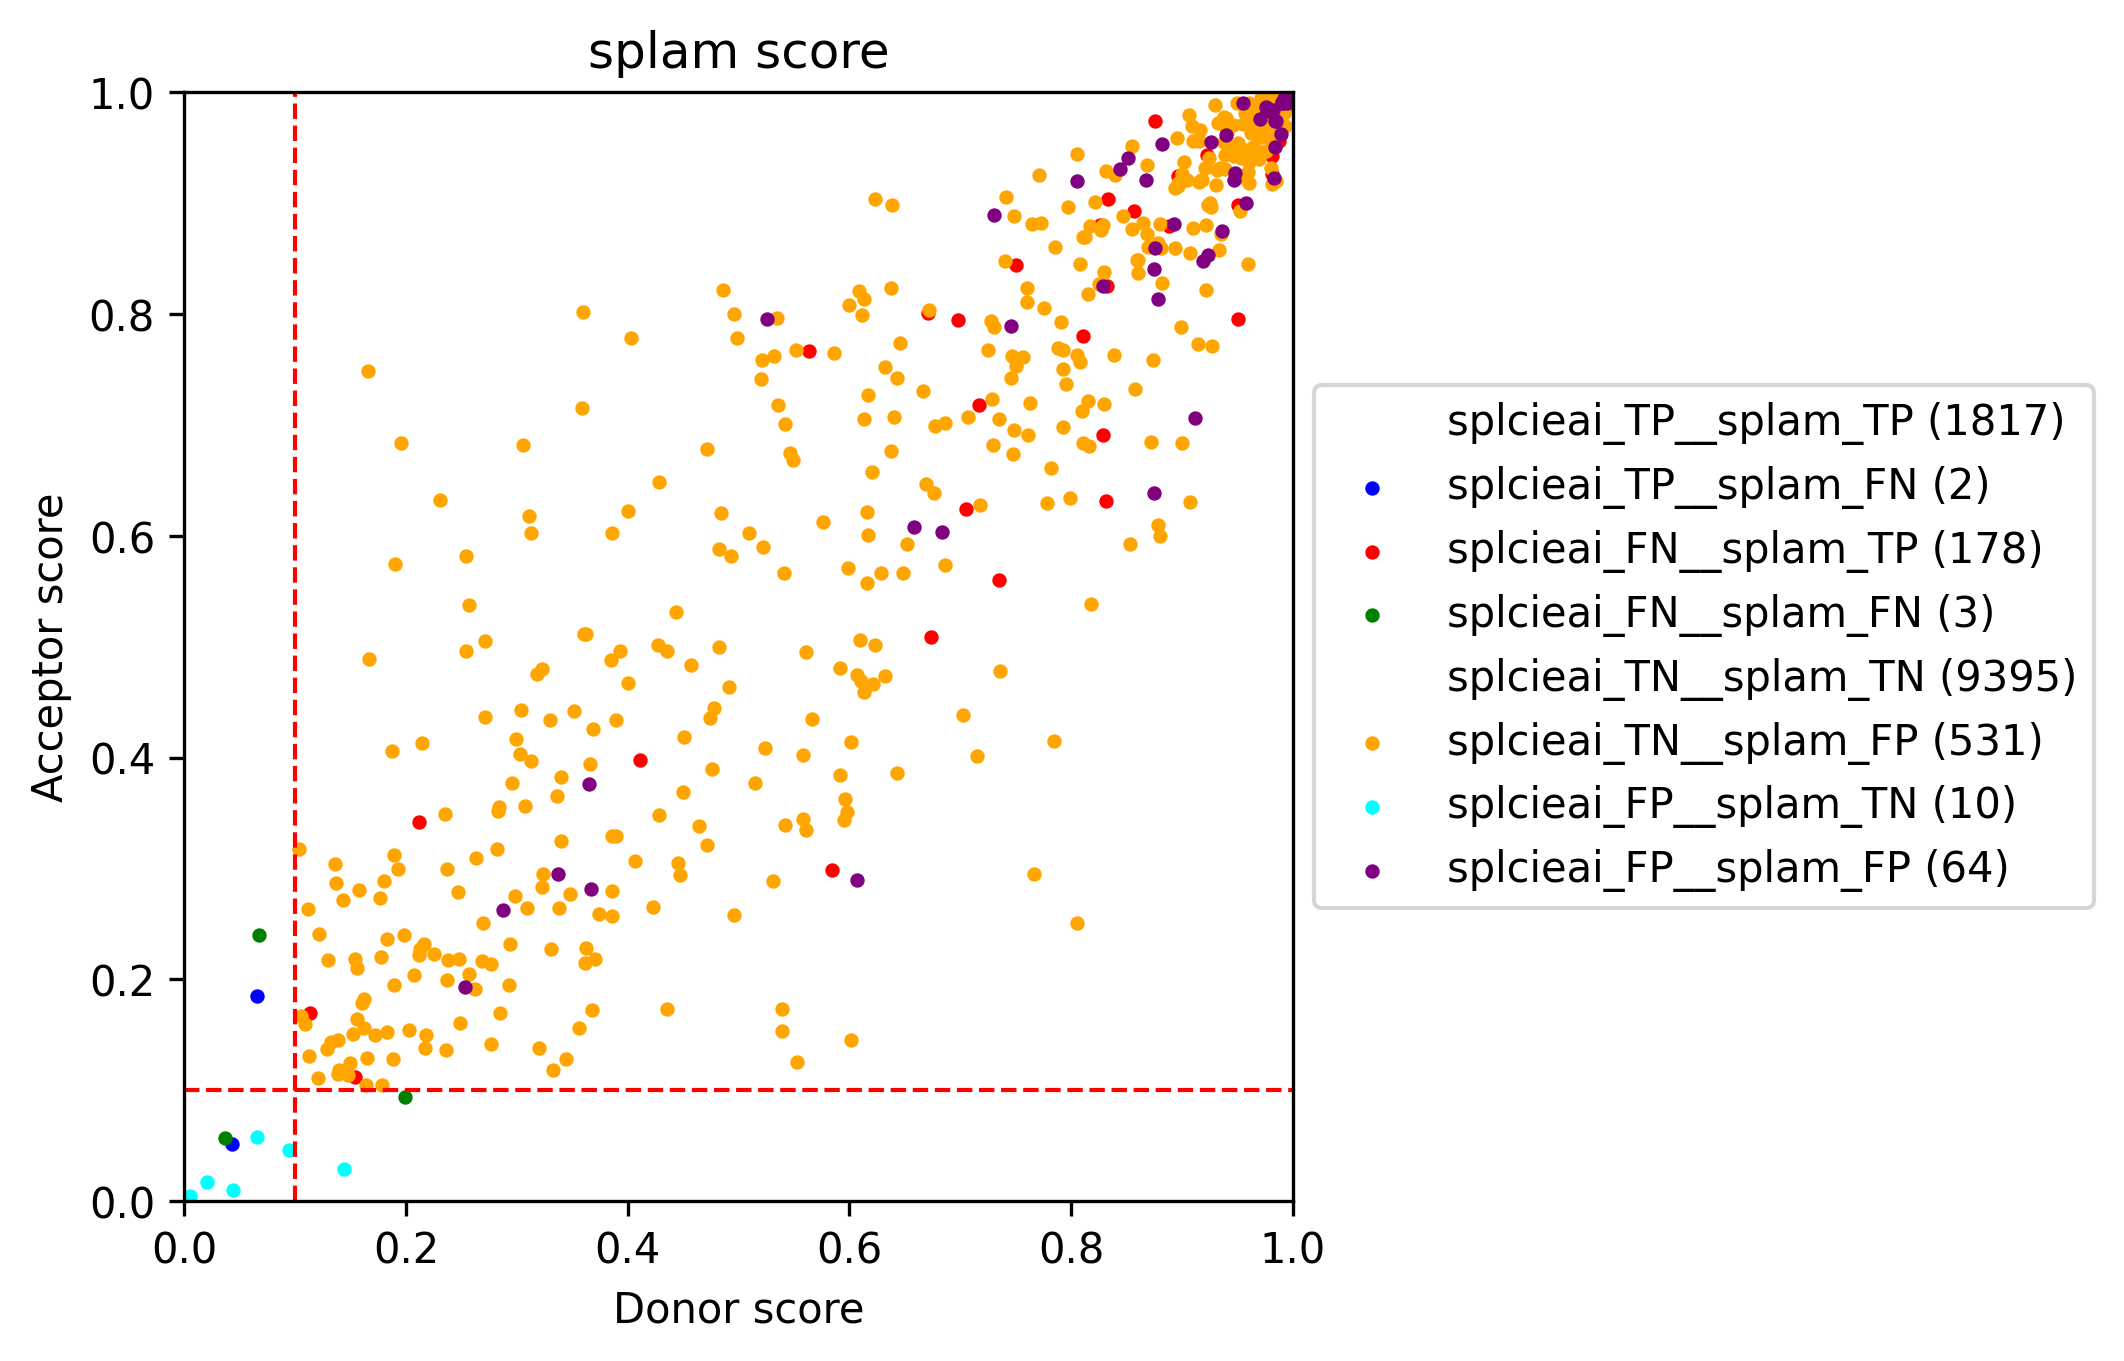 splam score
1.0
0.8
0.6
0.4
0.2
0.0
Acceptor score
0.0 0.2 0.4 0.6 0.8 1.0
Donor score
splcieai_TP__splam_TP (1817)
splcieai_TP__splam_FN (2)
splcieai_FN__splam_TP (178)
splcieai_FN__splam_FN (3)
splcieai_TN__splam_TN (9395)
splcieai_TN__splam_FP (531)
splcieai_FP__splam_TN (10)
splcieai_FP__splam_FP (64)